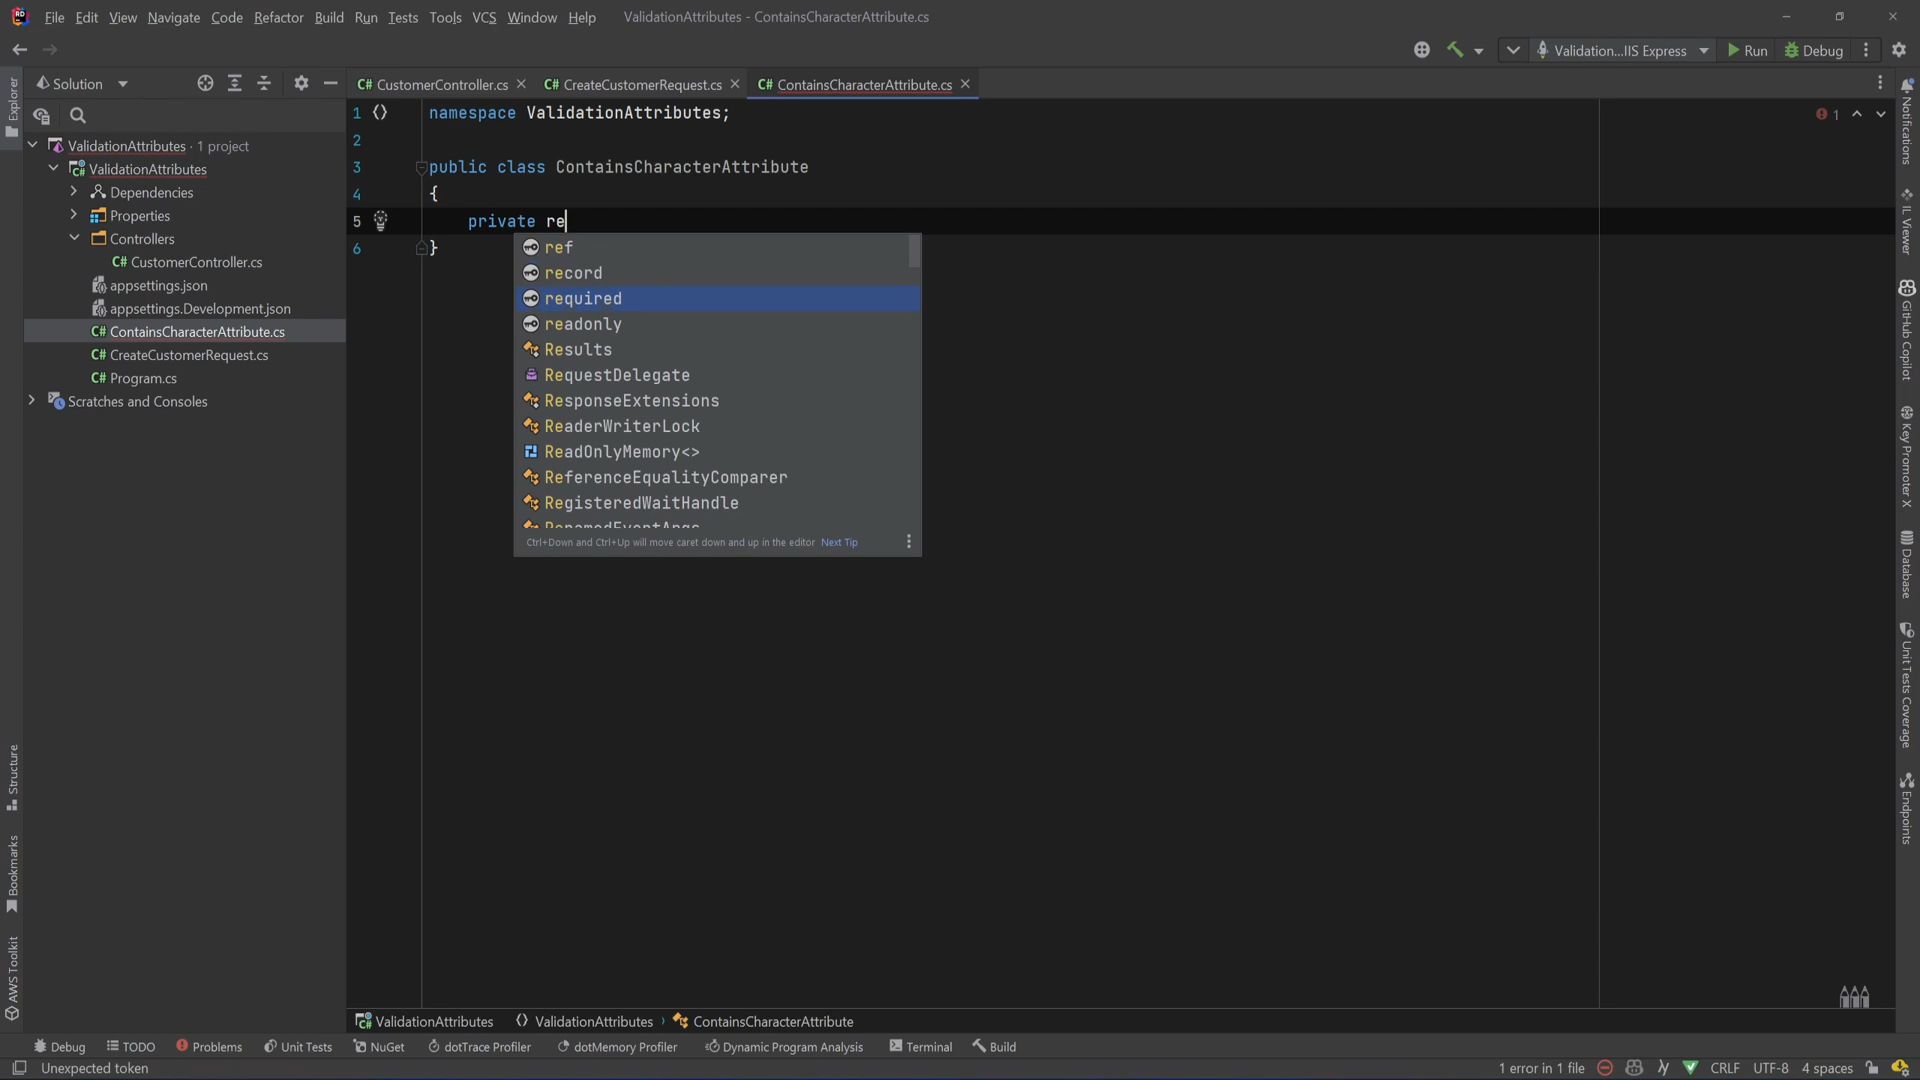 RD
File Edit View Navigate Code Refactor Build Run Tests Tools VCS Window Help
ValidationAttributes - ContainsCharacterAttribute.cs
Validation...IIS Express
Run
Debug
Explorer
Solution
C# CustomerController.cs
C# CreateCustomerRequest.cs
C# ContainsCharacterAttribute.cs
ValidationAttributes · 1 project
C# ValidationAttributes
Dependencies
Properties
Controllers
C# CustomerController.cs
appsettings.json
appsettings.Development.json
C# ContainsCharacterAttribute.cs
C# CreateCustomerRequest.cs
C# Program.cs
Scratches and Consoles
1 namespace ValidationAttributes;
2
3 public class ContainsCharacterAttribute
4 {
5 private re
6 }
1
ref
record
required
readonly
Results
RequestDelegate
ResponseExtensions
ReaderWriterLock
ReadOnlyMemory<>
ReferenceEqualityComparer
RegisteredWaitHandle
RenamedEventArgs
Ctrl+Down and Ctrl+Up will move caret down and up in the editor Next Tip
Notifications
IL Viewer
GitHub Copilot
Key Promoter X
Database
Unit Tests Coverage
Endpoints
Structure
Bookmarks
AWS Toolkit
ValidationAttributes ValidationAttributes › ContainsCharacterAttribute
Debug TODO Problems Unit Tests NuGet dotTrace Profiler dotMemory Profiler Dynamic Program Analysis Terminal Build
Unexpected token
1 error in 1 file CRLF UTF-8 4 spaces